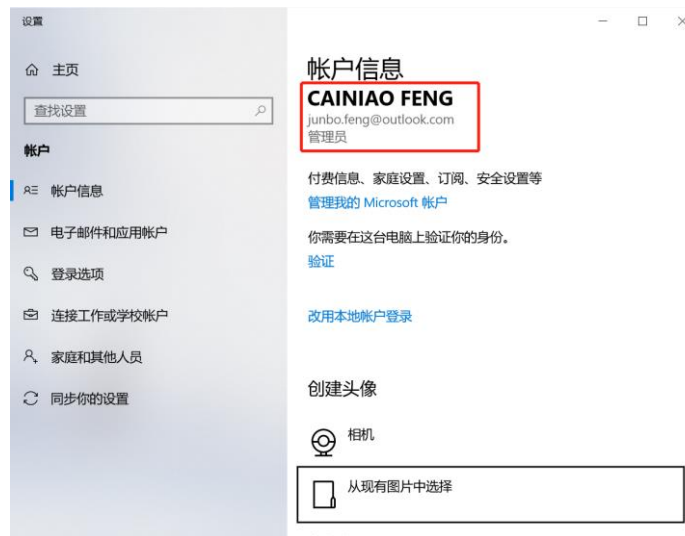 设置
主页
查找设置
帐户
帐户信息
电子邮件和应用帐户
登录选项
连接工作或学校帐户
家庭和其他人员
同步你的设置
帐户信息
CAINIAO FENG
junbo.feng@outlook.com
管理员
付费信息、家庭设置、订阅、安全设置等
管理我的 Microsoft 帐户
你需要在这台电脑上验证你的身份。
验证
改用本地帐户登录
创建头像
相机
从现有图片中选择